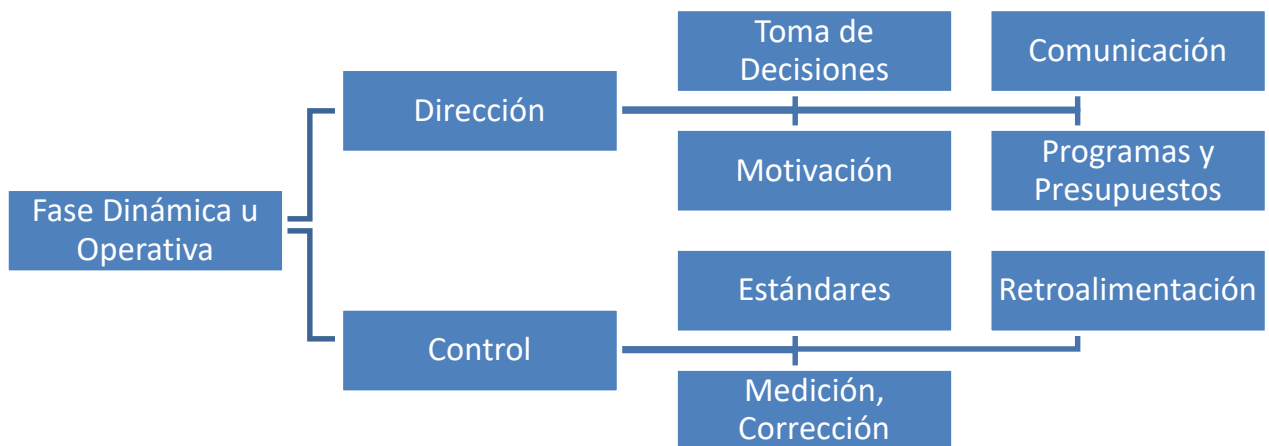 Fase Dinámica u
Operativa
Dirección
Toma de
Decisiones
Comunicación
Motivación
Programas y
Presupuestos
Control
Estándares
Retroalimentación
Medición,
Corrección